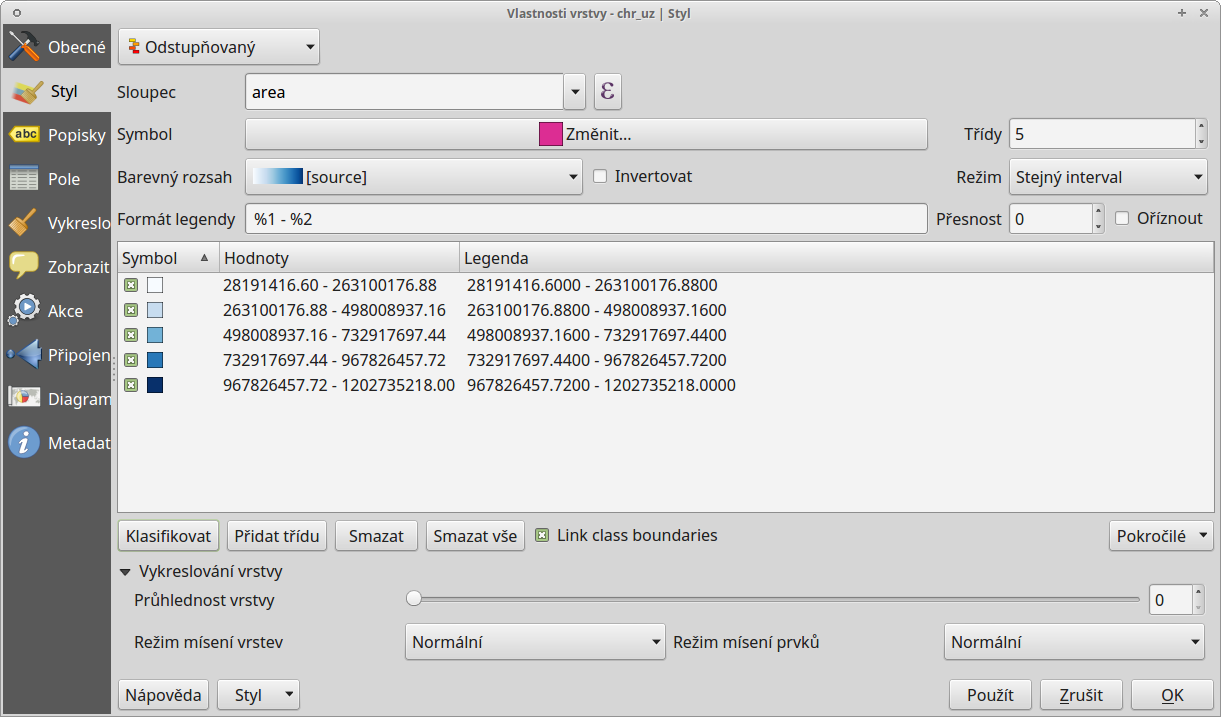 Vlastnosti vrstvy - chr_uz | Styl
Obecné
Styl
Popisky
Pole
Vykreslo
Zobrazit
Akce
Připojen
Diagram
Metadat
Odstupňovaný
Sloupec area ε
Symbol Změnit... Třídy 5
Barevný rozsah [source] Invertovat Režim Stejný interval
Formát legendy %1 - %2 Přesnost 0 Oříznout
Symbol Hodnoty Legenda
28191416.60 - 263100176.88 28191416.6000 - 263100176.8800
263100176.88 - 498008937.16 263100176.8800 - 498008937.1600
498008937.16 - 732917697.44 498008937.1600 - 732917697.4400
732917697.44 - 967826457.72 732917697.4400 - 967826457.7200
967826457.72 - 1202735218.00 967826457.7200 - 1202735218.0000
Klasifikovat Přidat třídu Smazat Smazat vše Link class boundaries Pokročilé
Vykreslování vrstvy
Průhlednost vrstvy 0
Režim mísení vrstev Normální Režim mísení prvků Normální
Nápověda Styl Použít Zrušit OK
abc